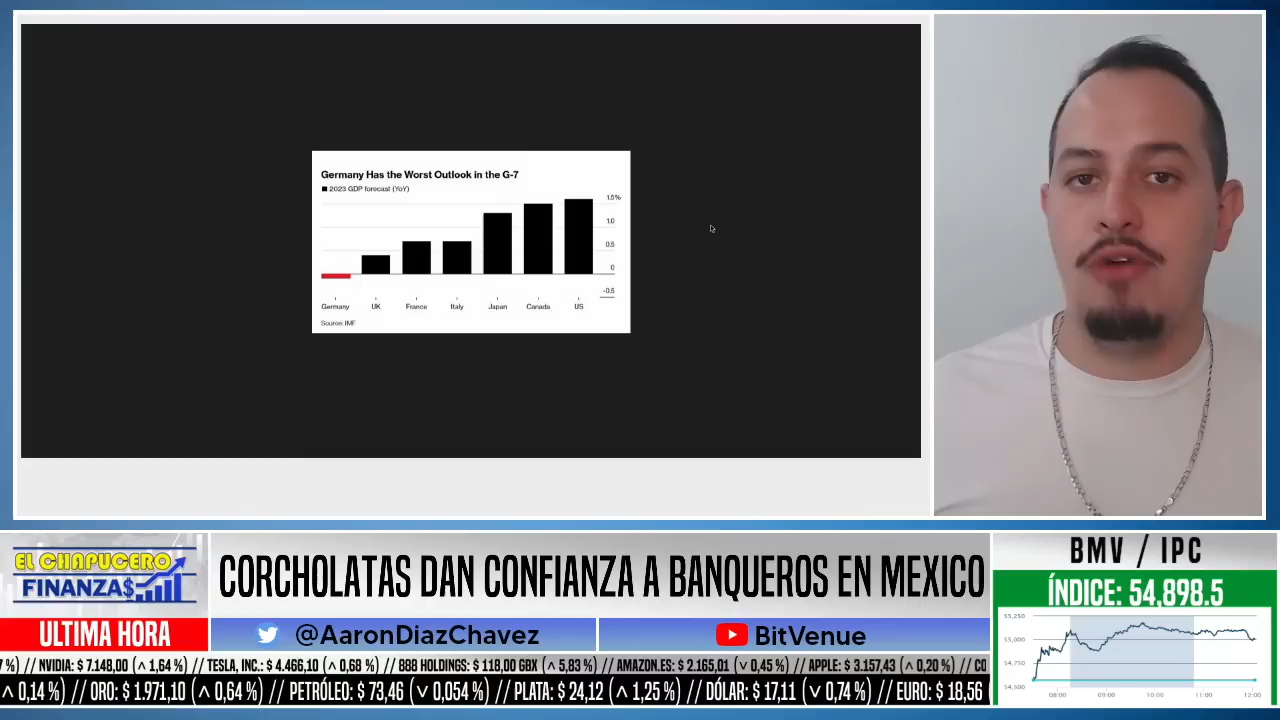 Germany Has the Worst Outlook in the G-7
2023 GDP forecast (YoY)
1.5%
1.0
0.5
0
-0.5
Germany UK France Italy Japan Canada US
Source: IMF
EL CHAPUCERO
FINANZA$
CORCHOLATAS DAN CONFIANZA A BANQUEROS EN MEXICO
BMV / IPC
ÍNDICE: 54,898.5
55,250
55,000
54,750
54,500
08:00 09:00 10:00 11:00 12:00
ULTIMA HORA
@AaronDiazChavez
BitVenue
7 %) // NVIDIA: $ 7.148,00 (∧ 1,64 %) // TESLA, INC.: $ 4.466,10 (∧ 1,68 %) // 888 HOLDINGS: $ 118,00 GBX (∧ 5,83 %) // AMAZON.ES: $ 2.165,01 (∨ 0,45 %) // APPLE: $ 3.157,43 (∧ 0,20 %) // CO
∧ 0,14 %) // ORO: $ 1.971,10 (∧ 0,64 %) // PETRÓLEO: $ 73,46 (∨ 0,054 %) // PLATA: $ 24,12 (∧ 1,25 %) // DÓLAR: $ 17,11 (∨ 0,74 %) // EURO: $ 18,56